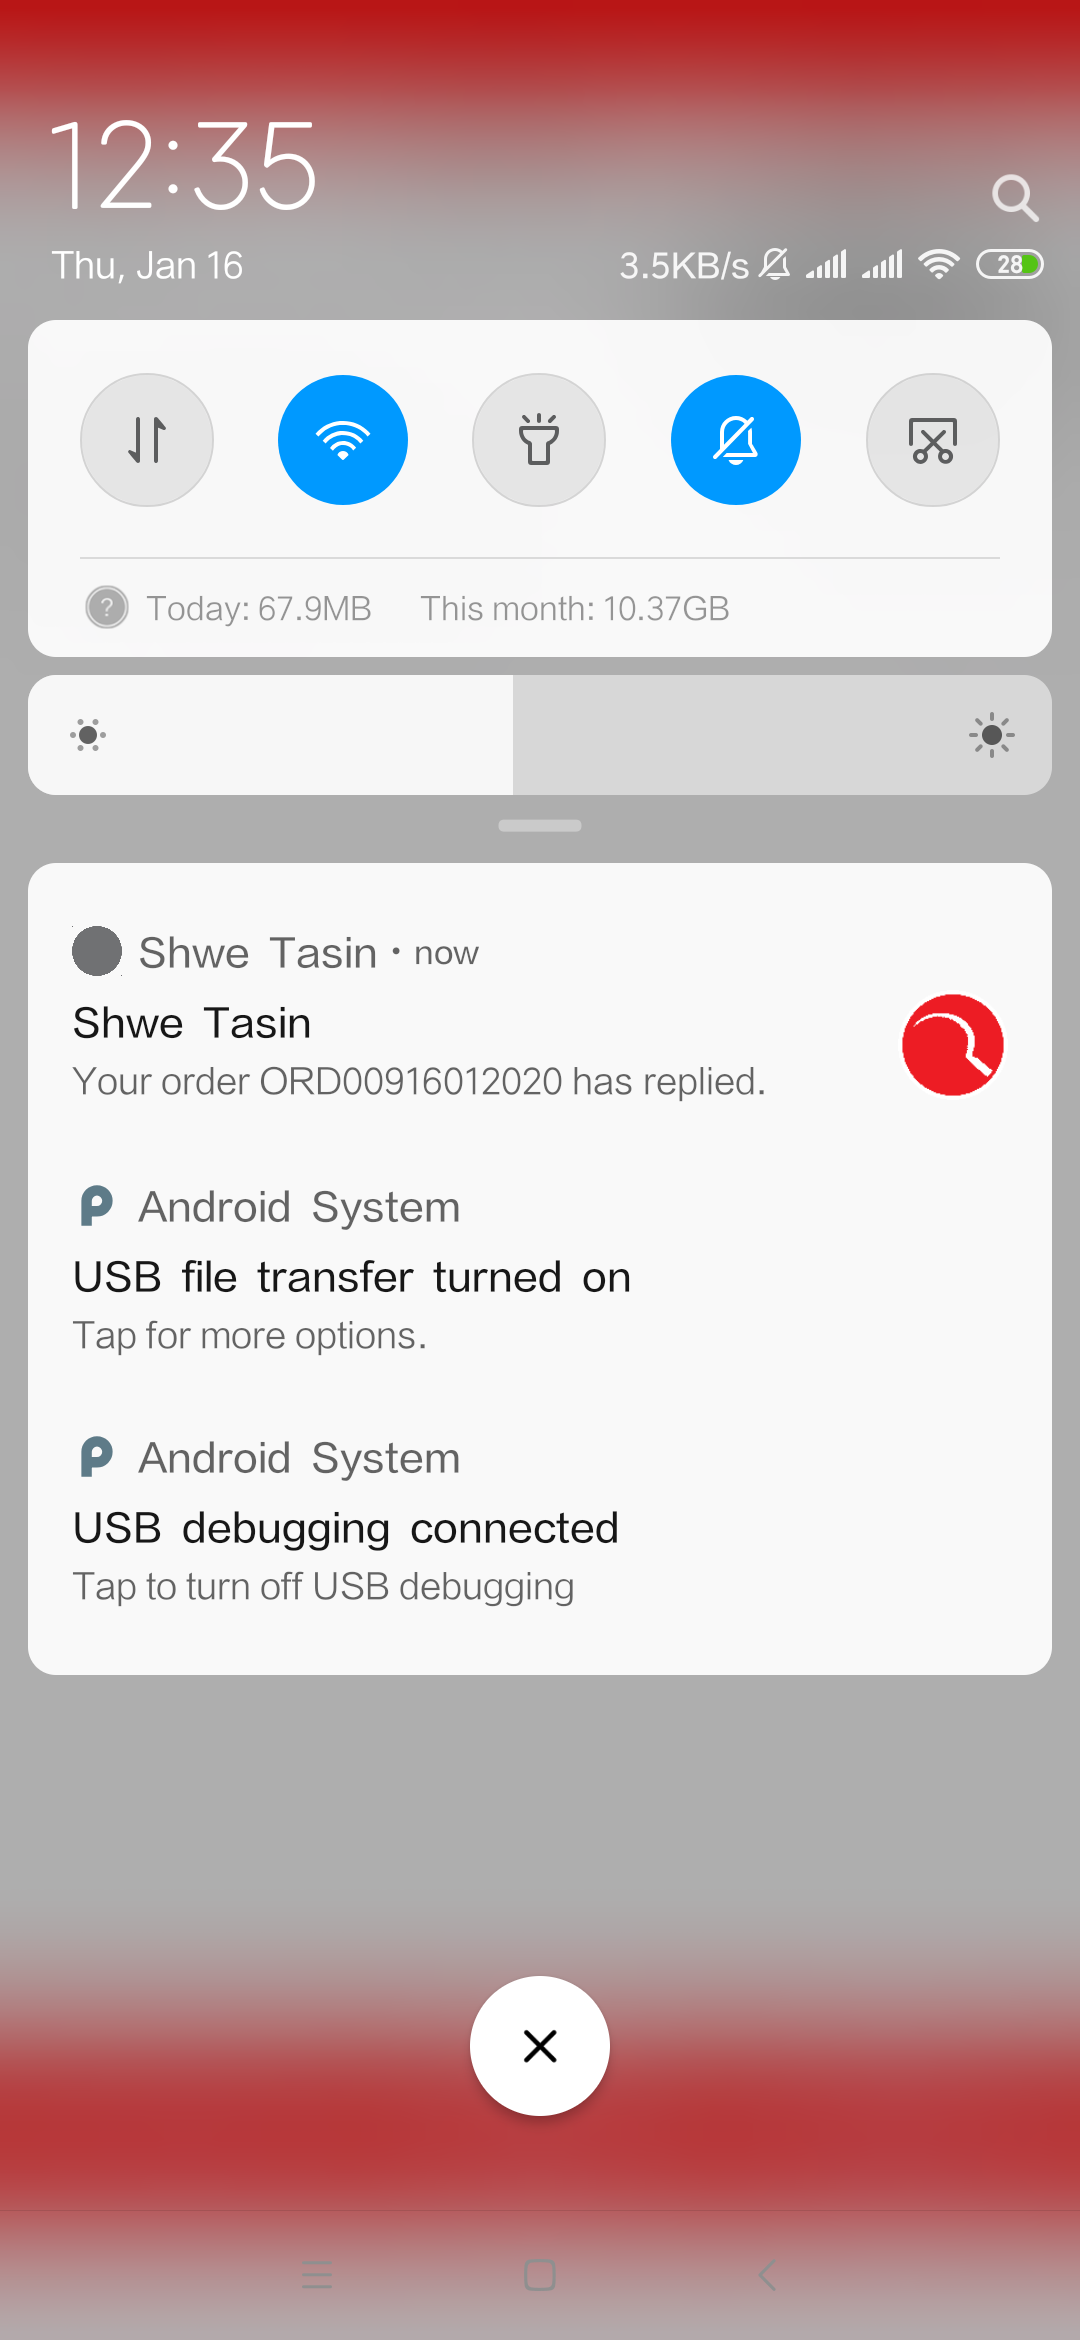 12:35
Thu, Jan 16
3.5KB/s 28
Today: 67.9MB This month: 10.37GB
Shwe Tasin · now
Shwe Tasin
Your order ORD00916012020 has replied.
Android System
USB file transfer turned on
Tap for more options.
Android System
USB debugging connected
Tap to turn off USB debugging